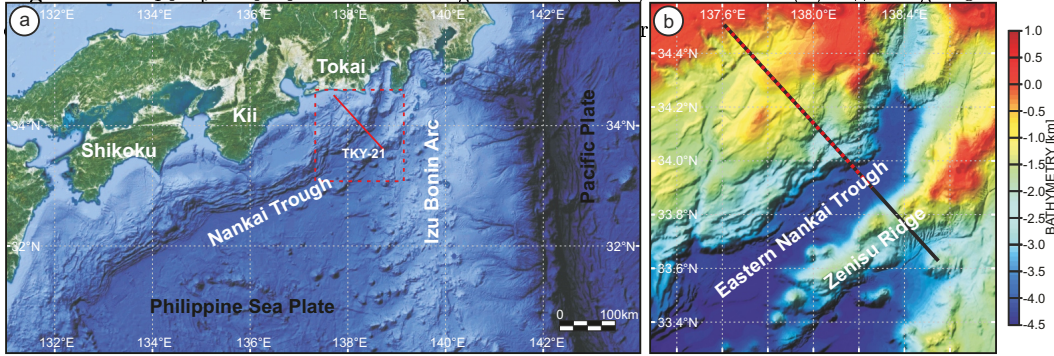 a
132°E 134°E 136°E 138°E 140°E 142°E
Tokai
Kii
34°N
34°N
Shikoku
TKY-21
Nankai Trough
Izu Bonin Arc
Pacific Plate
32°N
32°N
Philippine Sea Plate
0 100km
132°E 134°E 136°E 138°E 140°E 142°E
r
b
137.6°E 138.0°E 138.4°E
34.4°N
34.2°N
34.0°N
33.8°N
33.6°N
33.4°N
Eastern Nankai Trough
Zenisu Ridge
1.0
0.5
0.0
-0.5
-1.0
-1.5
-2.0
-2.5
-3.0
-3.5
-4.0
-4.5
BATHYMETRY [km]